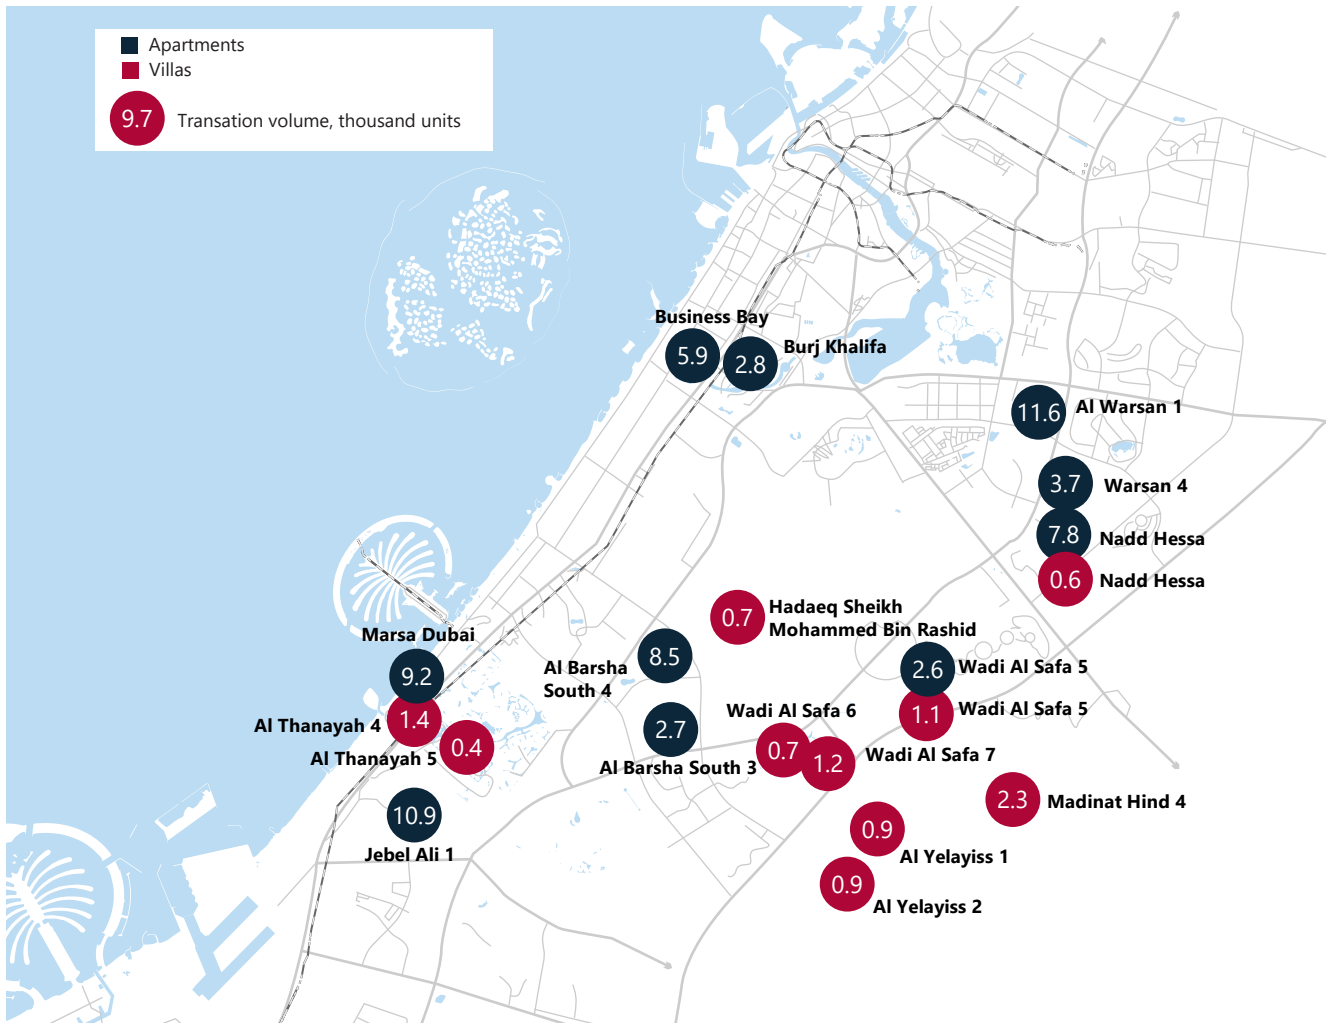 Apartments
Villas
9.7
Transation volume, thousand units
Business Bay
5.9
2.8
Burj Khalifa
11.6
Al Warsan 1
3.7
Warsan 4
7.8
Nadd Hessa
0.6
Nadd Hessa
0.7
Hadaeq Sheikh
Mohammed Bin Rashid
Marsa Dubai
9.2
Al Barsha
South 4
8.5
2.6
Wadi Al Safa 5
1.1
Wadi Al Safa 5
Al Thanayah 4
1.4
Al Thanayah 5
0.4
2.7
Al Barsha South 3
Wadi Al Safa 6
0.7
1.2
Wadi Al Safa 7
2.3
Madinat Hind 4
10.9
Jebel Ali 1
0.9
Al Yelayiss 1
0.9
Al Yelayiss 2